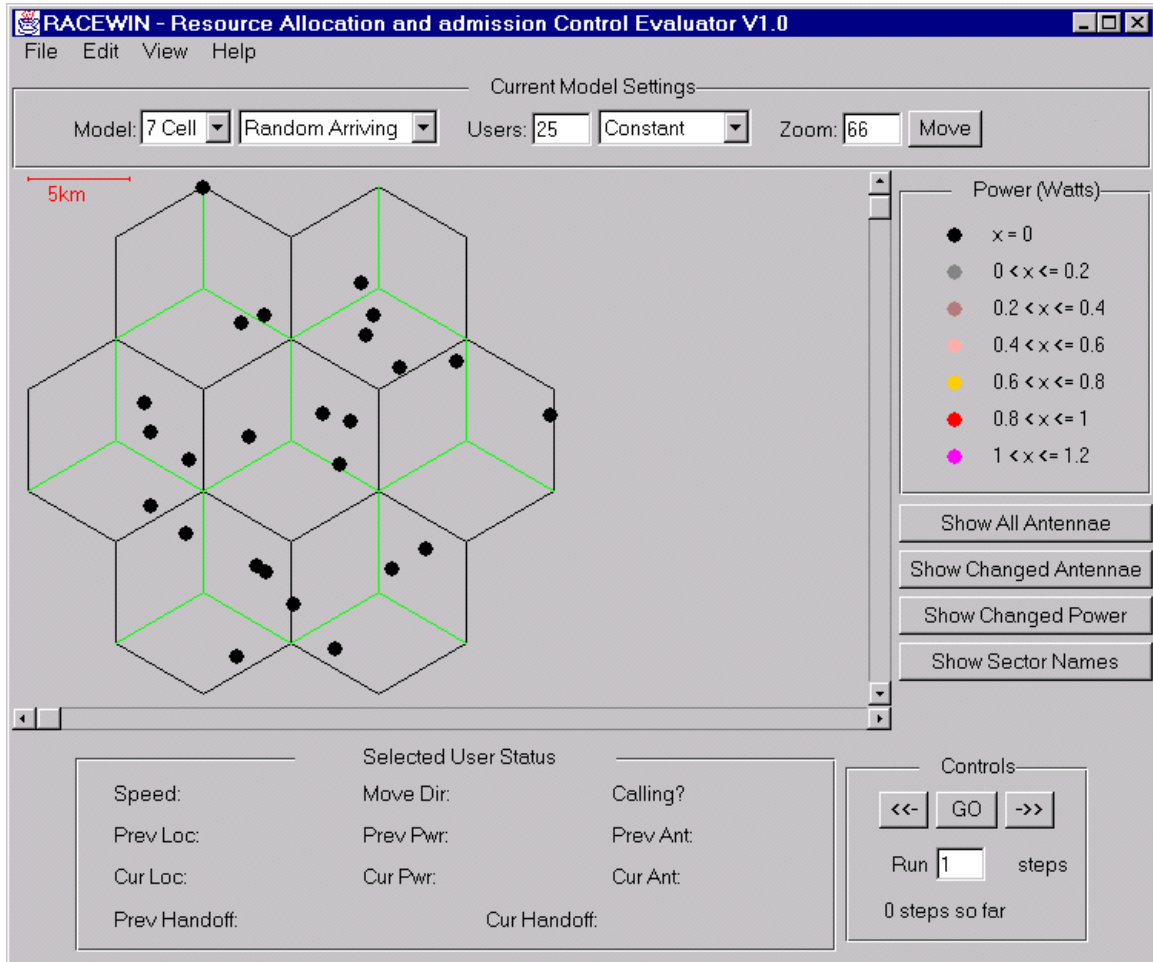 RACEWIN - Resource Allocation and admission Control Evaluator V1.0
File Edit View Help
Current Model Settings
Model: 7 Cell Random Arriving Users: 25 Constant Zoom: 66 Move
5km
Power (Watts)
x = 0
0 < x <= 0.2
0.2 < x <= 0.4
0.4 < x <= 0.6
0.6 < x <= 0.8
0.8 < x <= 1
1 < x <= 1.2
Show All Antennae
Show Changed Antennae
Show Changed Power
Show Sector Names
Selected User Status
Speed: Move Dir: Calling?
Prev Loc: Prev Pwr: Prev Ant:
Cur Loc: Cur Pwr: Cur Ant:
Prev Handoff: Cur Handoff:
Controls
<<- GO ->>
Run 1 steps
0 steps so far